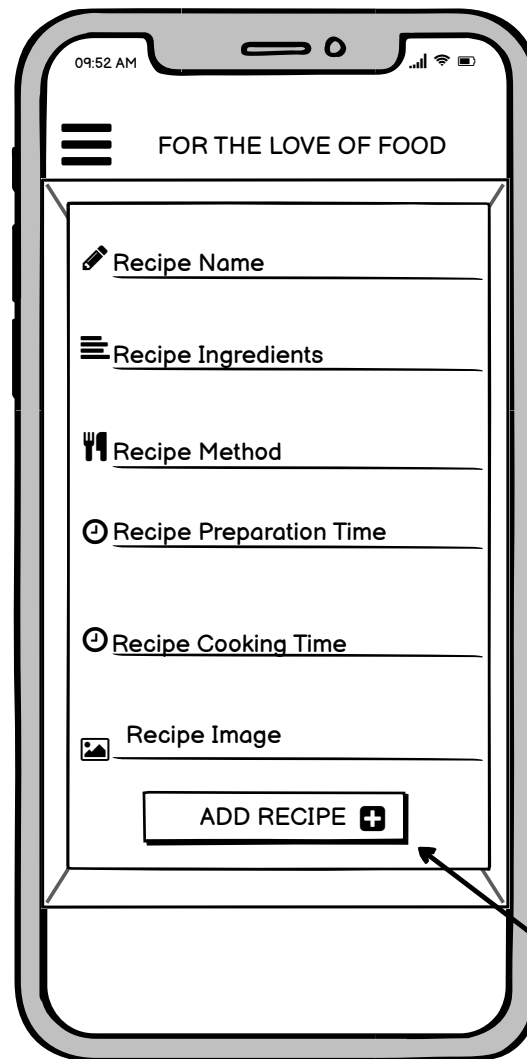 09:52 AM
FOR THE LOVE OF FOOD
Recipe Name
Recipe Ingredients
Recipe Method
Recipe Preparation Time
Recipe Cooking Time
Recipe Image
ADD RECIPE